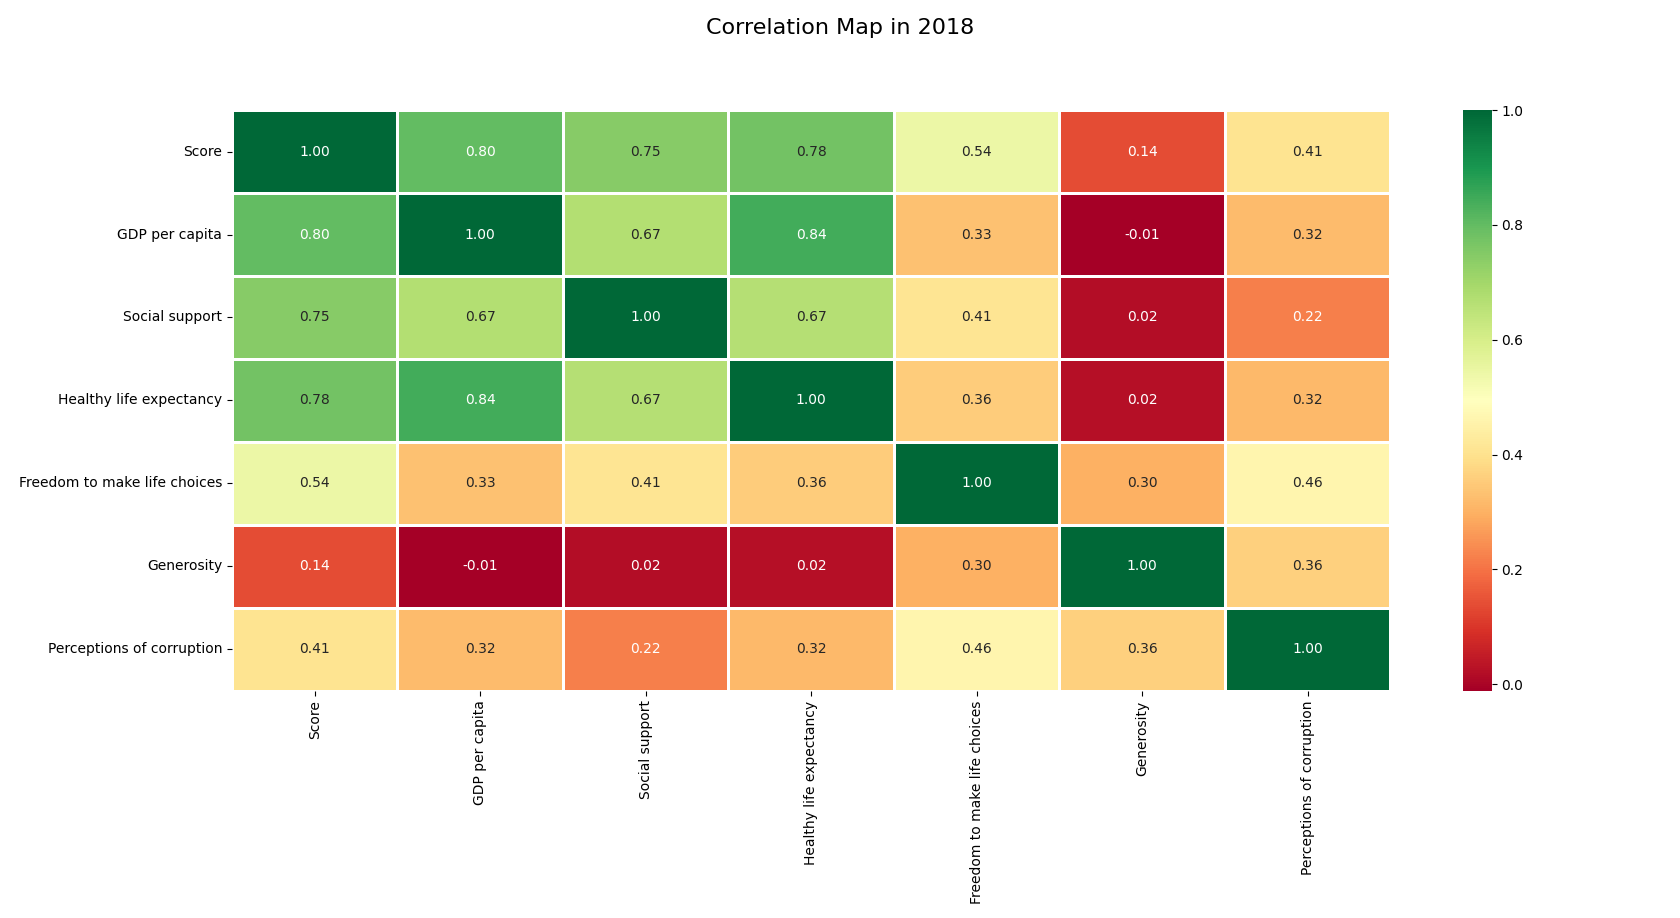 Correlation Map in 2018
Score 1.00 0.80 0.75 0.78 0.54 0.14 0.41
GDP per capita 0.80 1.00 0.67 0.84 0.33 -0.01 0.32
Social support 0.75 0.67 1.00 0.67 0.41 0.02 0.22
Healthy life expectancy 0.78 0.84 0.67 1.00 0.36 0.02 0.32
Freedom to make life choices 0.54 0.33 0.41 0.36 1.00 0.30 0.46
Generosity 0.14 -0.01 0.02 0.02 0.30 1.00 0.36
Perceptions of corruption 0.41 0.32 0.22 0.32 0.46 0.36 1.00
Score
GDP per capita
Social support
Healthy life expectancy
Freedom to make life choices
Generosity
Perceptions of corruption
1.0
0.8
0.6
0.4
0.2
0.0